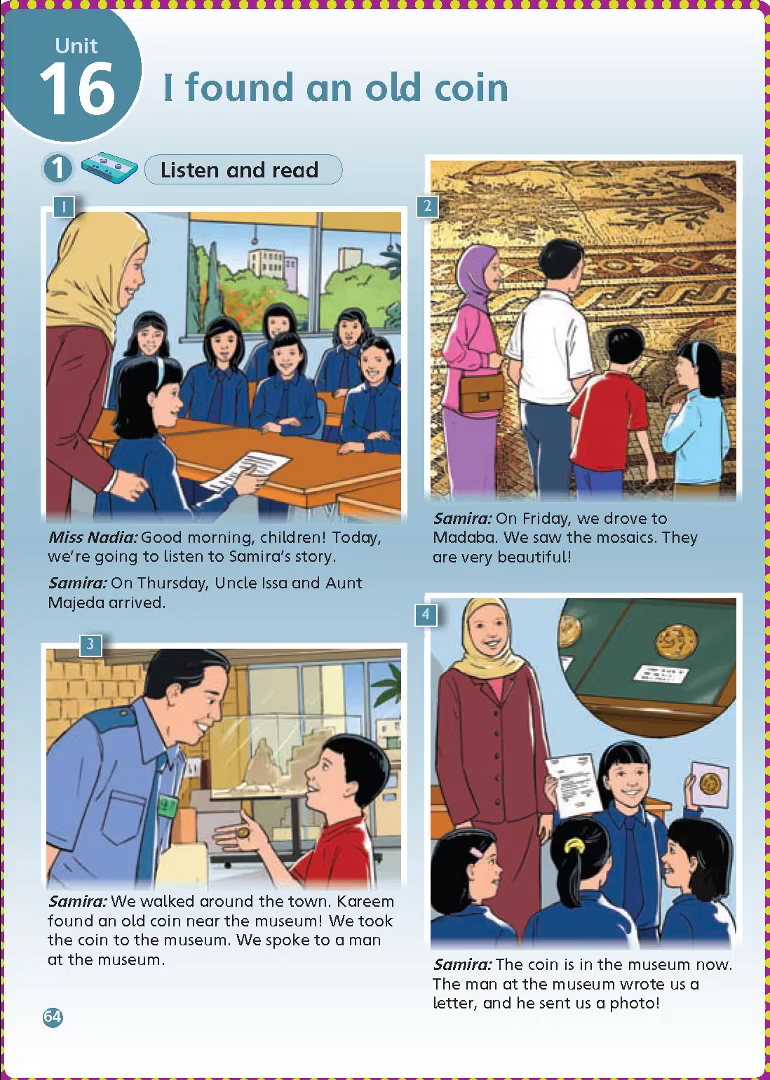 Unit
16
I found an old coin
1
Listen and read
1
Miss Nadia: Good morning, children! Today,
we're going to listen to Samira's story.
Samira: On Thursday, Uncle Issa and Aunt
Majeda arrived.
2
Samira: On Friday, we drove to
Madaba. We saw the mosaics. They
are very beautiful!
3
Samira: We walked around the town. Kareem
found an old coin near the museum! We took
the coin to the museum. We spoke to a man
at the museum.
4
Samira: The coin is in the museum now.
The man at the museum wrote us a
letter, and he sent us a photo!
64